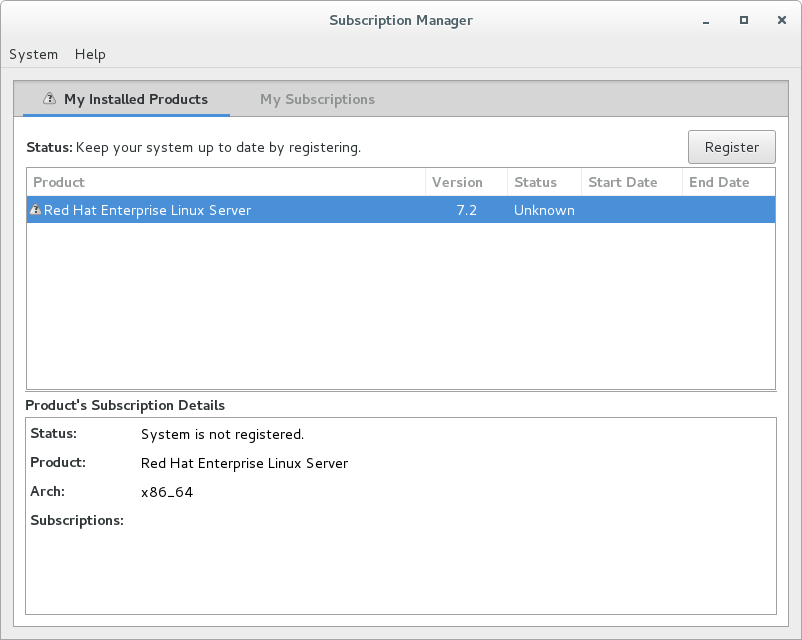 Subscription Manager
System Help
My Installed Products My Subscriptions
Status: Keep your system up to date by registering. Register
Product Version Status Start Date End Date
Red Hat Enterprise Linux Server 7.2 Unknown
Product's Subscription Details
Status: System is not registered.
Product: Red Hat Enterprise Linux Server
Arch: x86_64
Subscriptions: